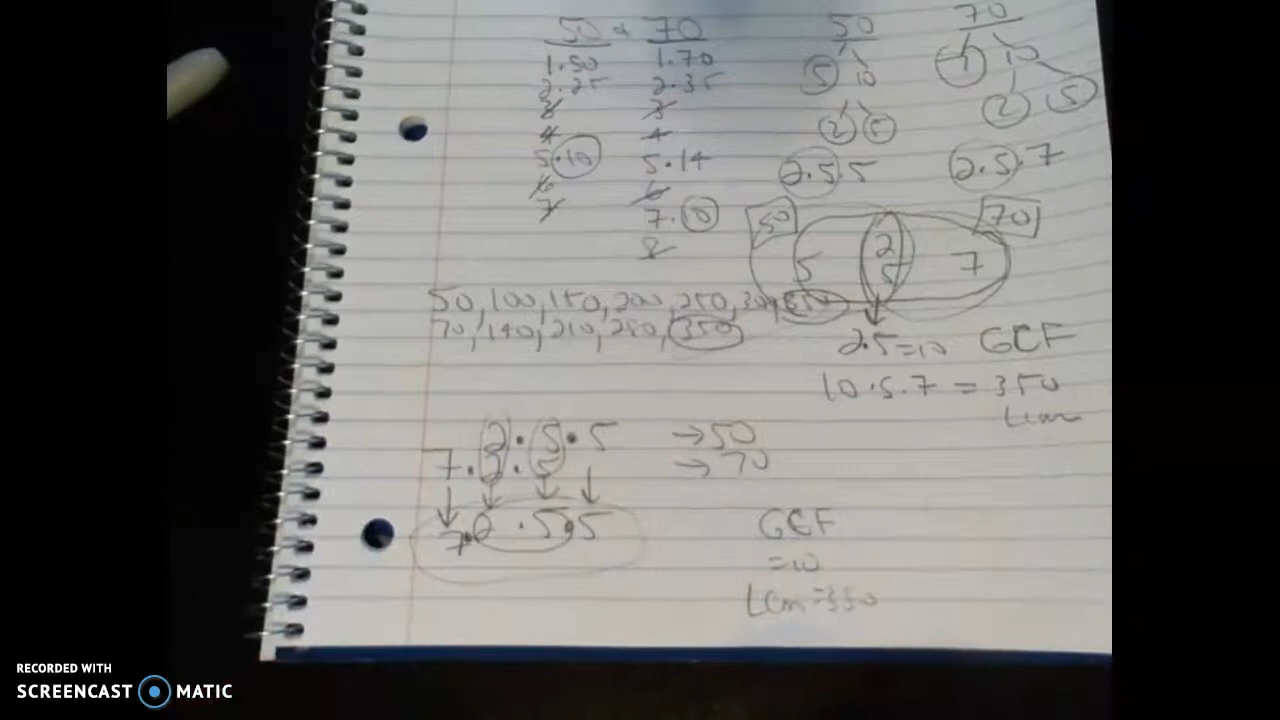 50 + 70
1.50 1.70
2.25 2.35
3 3
4 4
5.10 5.14
6 6
7 7.10
8
50
5 10
2 5
2.5.5
70
7 10
2 5
2.5.7
50 70
5 2 7
5
50, 100, 150, 200, 250, 300, 350
70, 140, 210, 280, 350
2.5=10 GCF
10.5.7 = 350
Lcm
2.5.5 → 50
7.2.5 → 70
7.2.5.5
GCF
=10
Lcm=350
RECORDED WITH
SCREENCAST MATIC